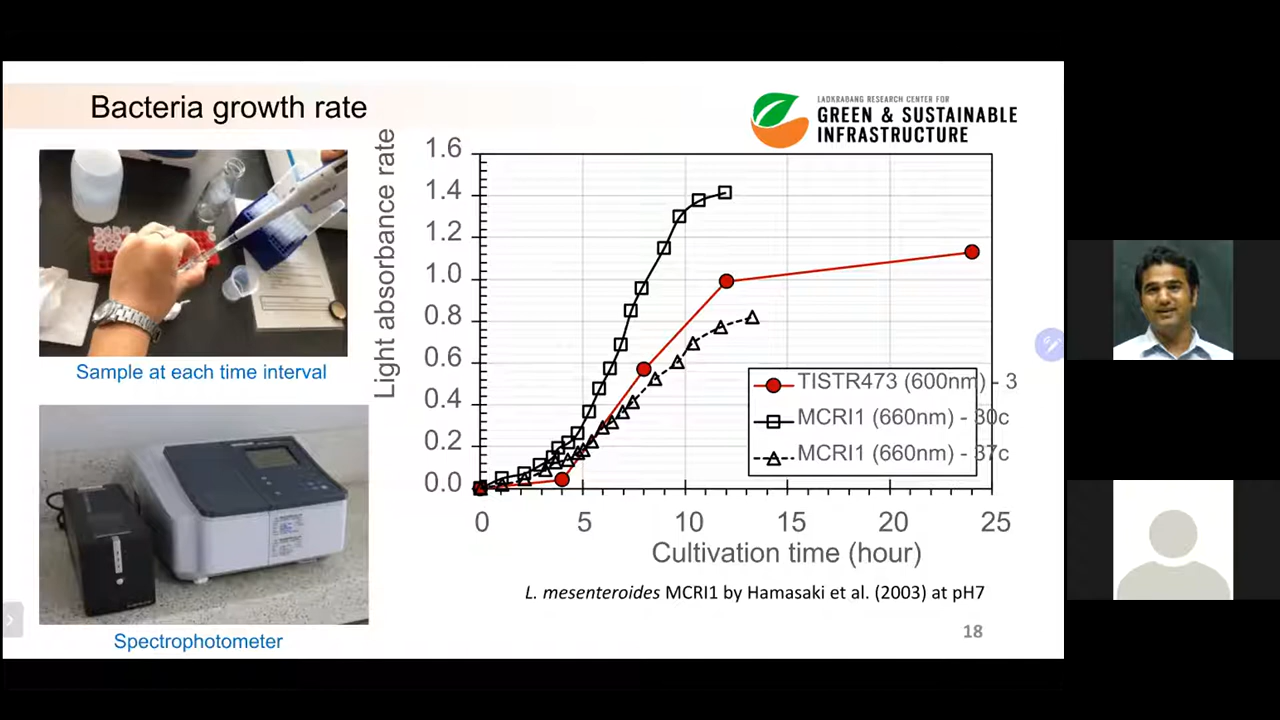 Bacteria growth rate
LADKRABANG RESEARCH CENTER FOR
GREEN & SUSTAINABLE
INFRASTRUCTURE
Sample at each time interval
Spectrophotometer
Light absorbance rate
1.6
1.4
1.2
1.0
0.8
0.6
0.4
0.2
0.0
TISTR473 (600nm) - 3
MCRI1 (660nm) - 30c
MCRI1 (660nm) - 37c
0 5 10 15 20 25
Cultivation time (hour)
L. mesenteroides MCRI1 by Hamasaki et al. (2003) at pH7
18